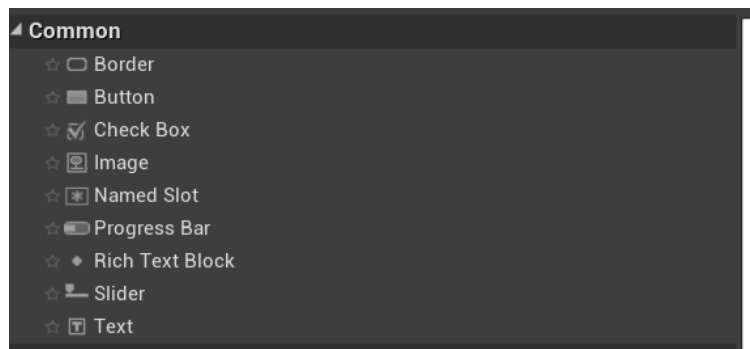 Common
Border
Button
Check Box
Image
Named Slot
Progress Bar
Rich Text Block
Slider
Text